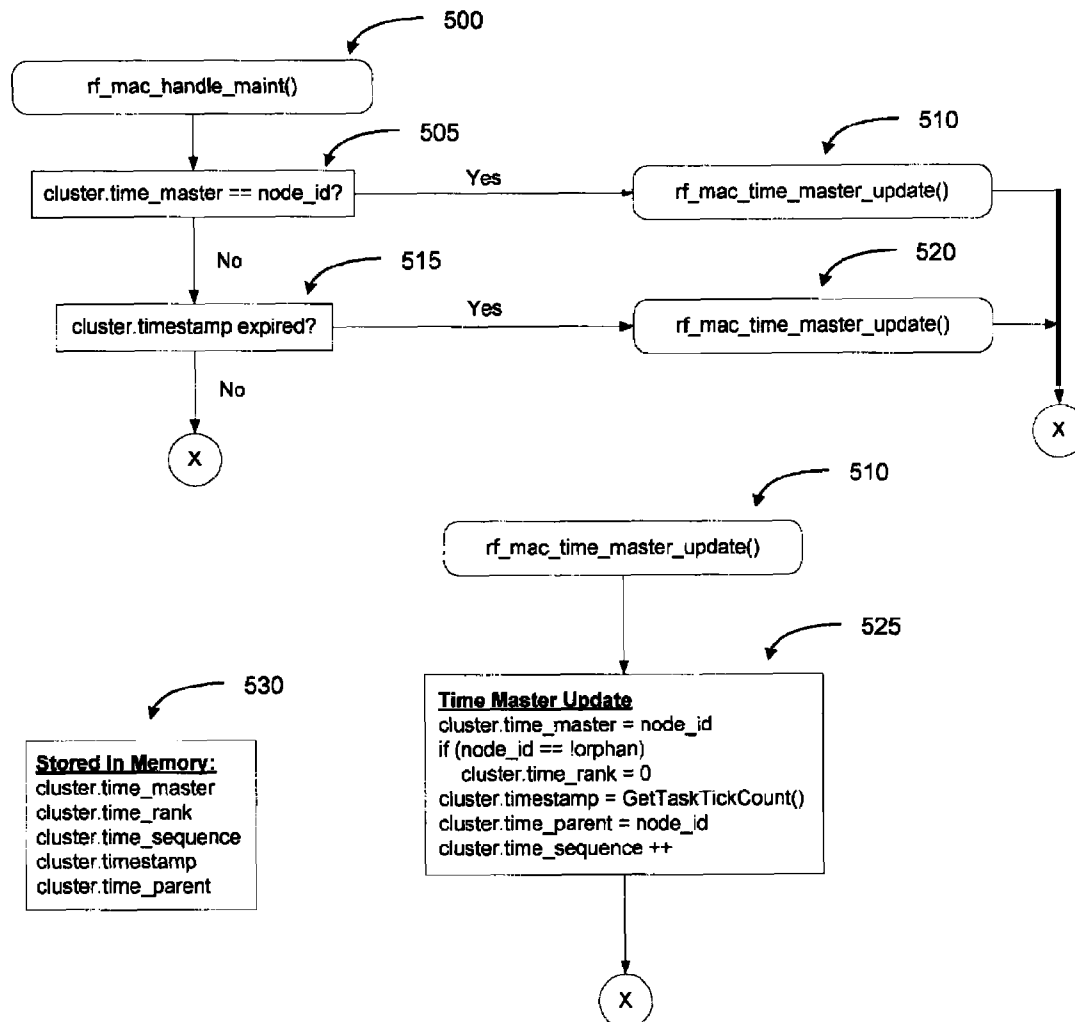 500
rf_mac_handle_maint()
505
cluster.time_master == node_id?
Yes
510
rf_mac_time_master_update()
No
515
cluster.timestamp expired?
Yes
520
rf_mac_time_master_update()
No
X
X
510
rf_mac_time_master_update()
525
Time Master Update
cluster.time_master = node_id
if (node_id == !orphan)
cluster.time_rank = 0
cluster.timestamp = GetTaskTickCount()
cluster.time_parent = node_id
cluster.time_sequence ++
530
Stored In Memory:
cluster.time_master
cluster.time_rank
cluster.time_sequence
cluster.timestamp
cluster.time_parent
X